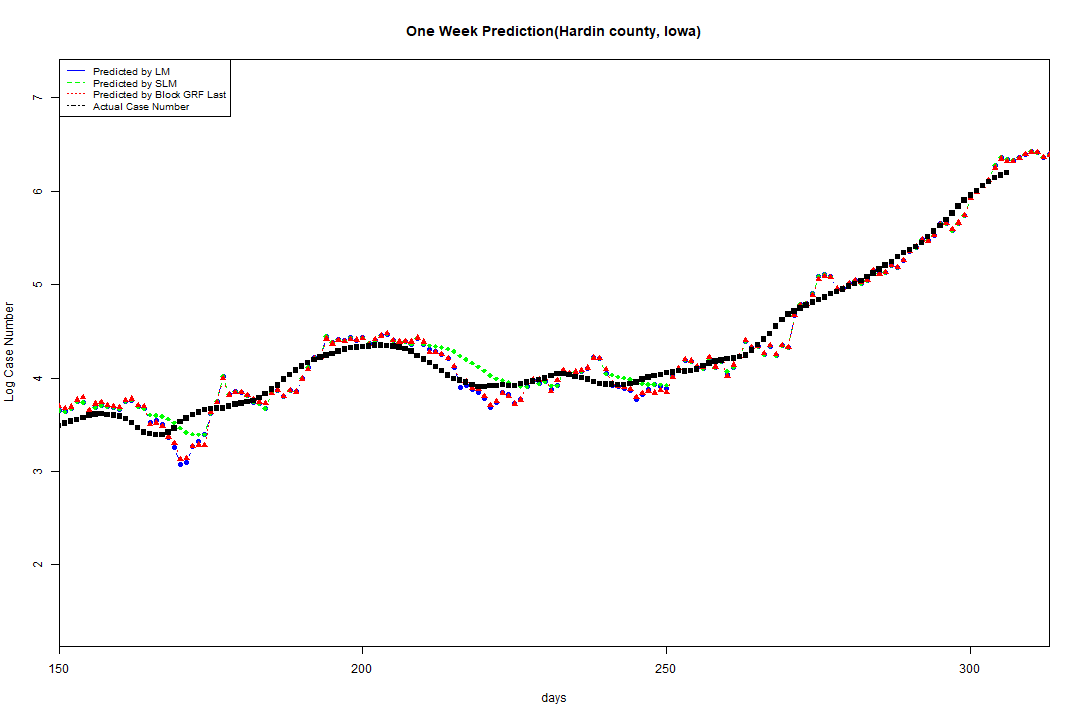 One Week Prediction(Hardin county, Iowa)
Predicted by LM
Predicted by SLM
Predicted by Block GRF Last
Actual Case Number
7
6
5
4
3
2
Log Case Number
150 200 250 300
days